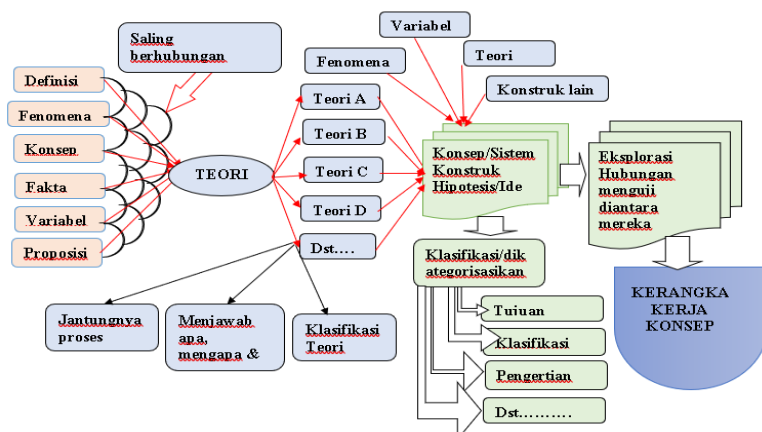 Saling
berhubungan
Definisi
Fenomena
Konsep
Fakta
Variabel
Proposisi
TEORI
Teori A
Teori B
Teori C
Teori D
Dst....
Variabel
Fenomena
Teori
Konstruk lain
Konsep/Sistem
Konstruk
Hipotesis/Ide
Eksplorasi
Hubungan
menguji
diantara
mereka
KERANGKA
KERJA
KONSEP
Jantungnya
proses
Menjawab
apa,
mengapa &
Klasifikasi
Teori
Klasifikasi/dik
ategorisasikan
Tujuan
Klasifikasi
Pengertian
Dst..........